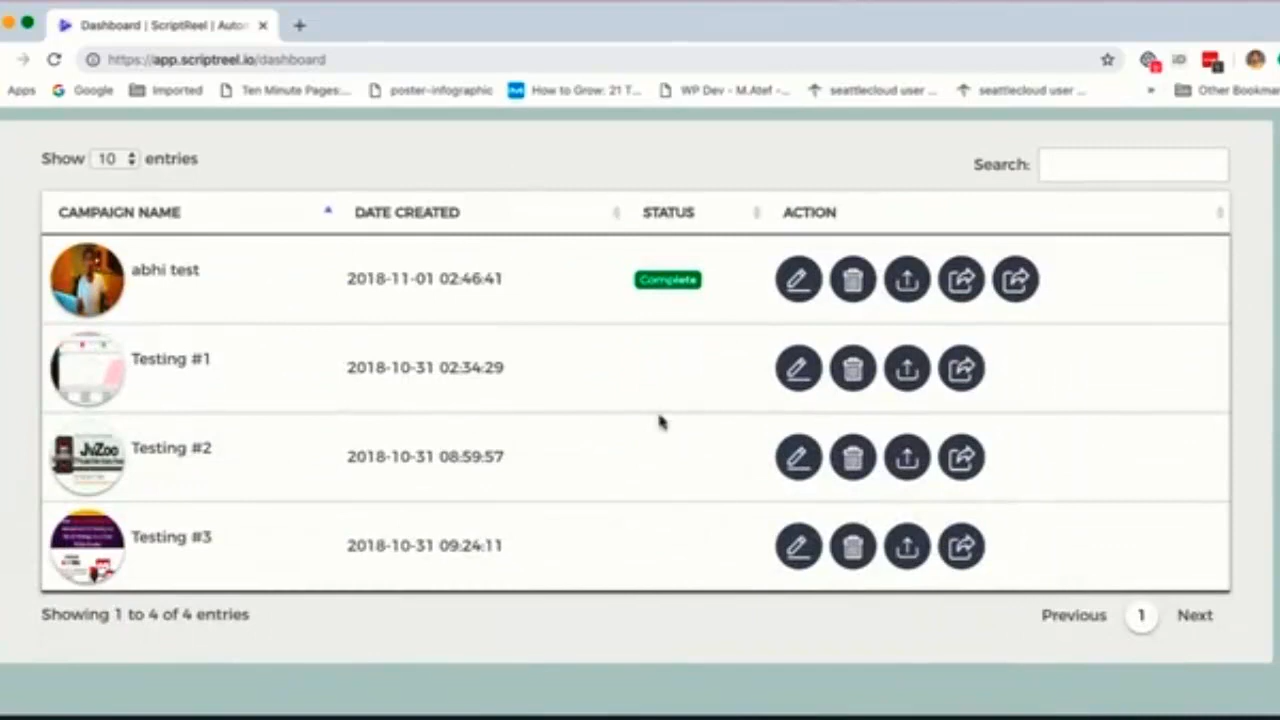 Dashboard | ScriptReel | Auto
https://app.scriptreel.io/dashboard
Apps Google Imported Ten Minute Pages:... poster-infographic How to Grow: 21 T... WP Dev - M.Atef -... seattlecloud user ... seattlecloud user ... » Other Bookmar
Show 10 entries
Search:
CAMPAIGN NAME DATE CREATED STATUS ACTION
abhi test 2018-11-01 02:46:41 Complete
Testing #1 2018-10-31 02:34:29
JVZoo Testing #2 2018-10-31 08:59:57
Testing #3 2018-10-31 09:24:11
Showing 1 to 4 of 4 entries
Previous 1 Next